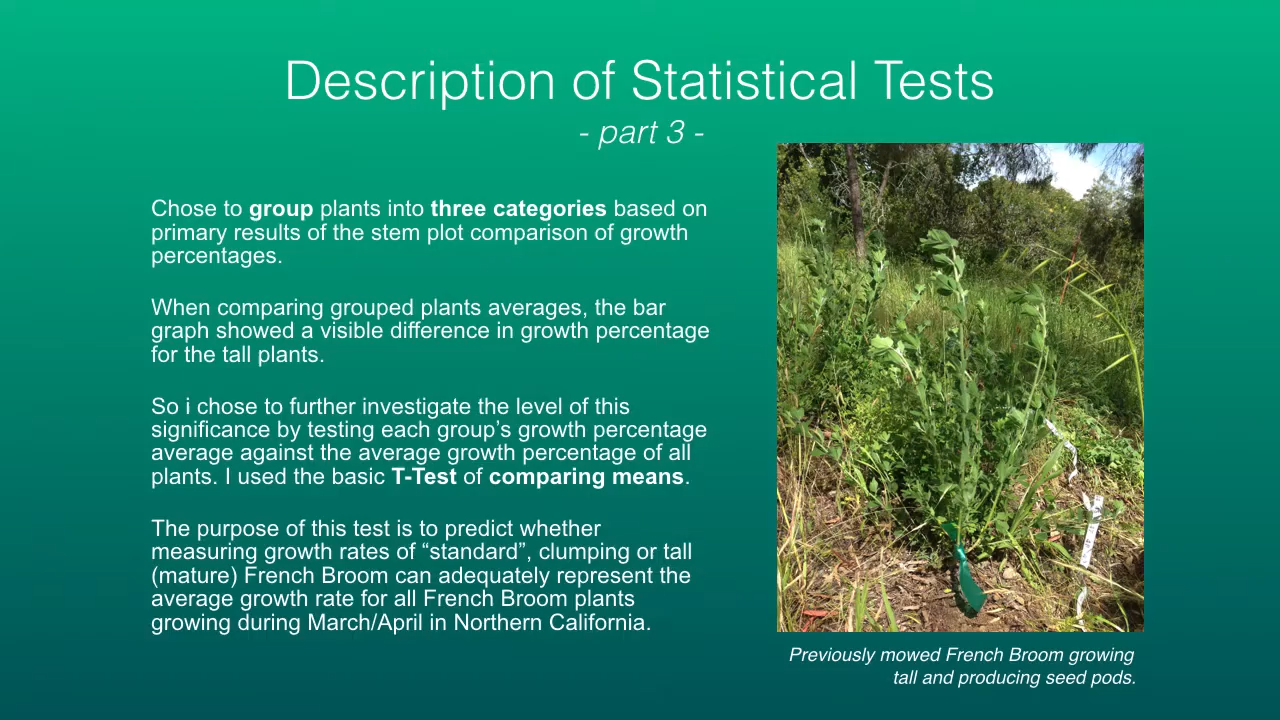 Description of Statistical Tests
- part 3 -
Chose to group plants into three categories based on
primary results of the stem plot comparison of growth
percentages.
When comparing grouped plants averages, the bar
graph showed a visible difference in growth percentage
for the tall plants.
So i chose to further investigate the level of this
significance by testing each group’s growth percentage
average against the average growth percentage of all
plants. I used the basic T-Test of comparing means.
The purpose of this test is to predict whether
measuring growth rates of “standard”, clumping or tall
(mature) French Broom can adequately represent the
average growth rate for all French Broom plants
growing during March/April in Northern California.
Previously mowed French Broom growing
tall and producing seed pods.